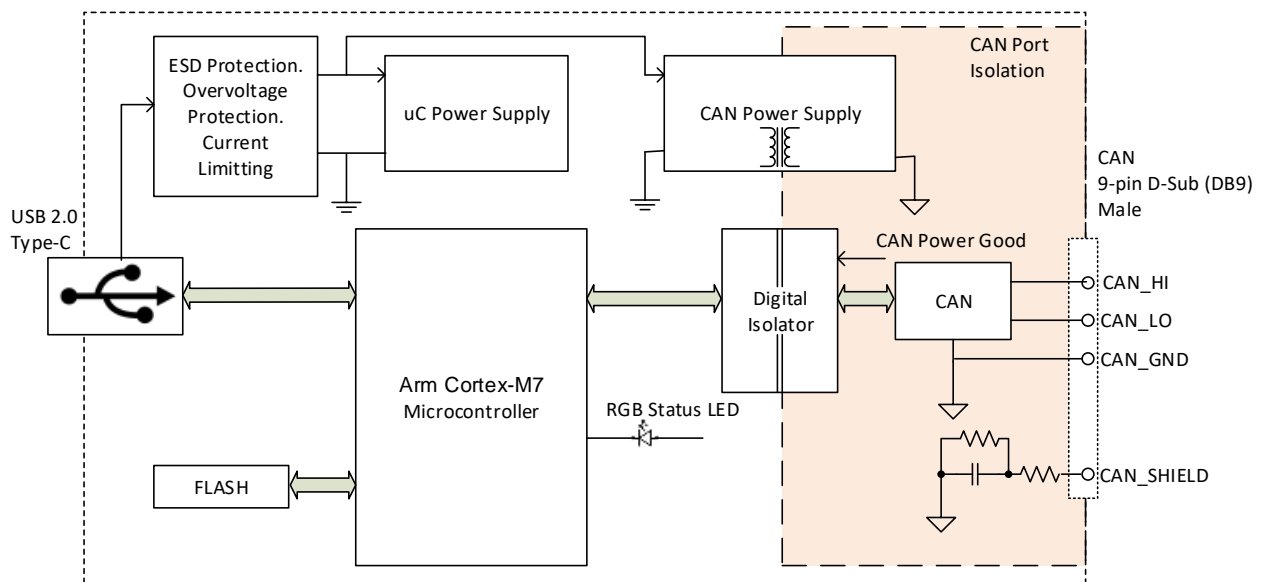 ESD Protection.
Overvoltage
Protection.
Current
Limitting
uC Power Supply
CAN Power Supply
CAN Port
Isolation
CAN
9-pin D-Sub (DB9)
Male
USB 2.0
Type-C
CAN Power Good
Digital
Isolator
CAN
CAN_HI
CAN_LO
CAN_GND
Arm Cortex-M7
Microcontroller
RGB Status LED
FLASH
CAN_SHIELD